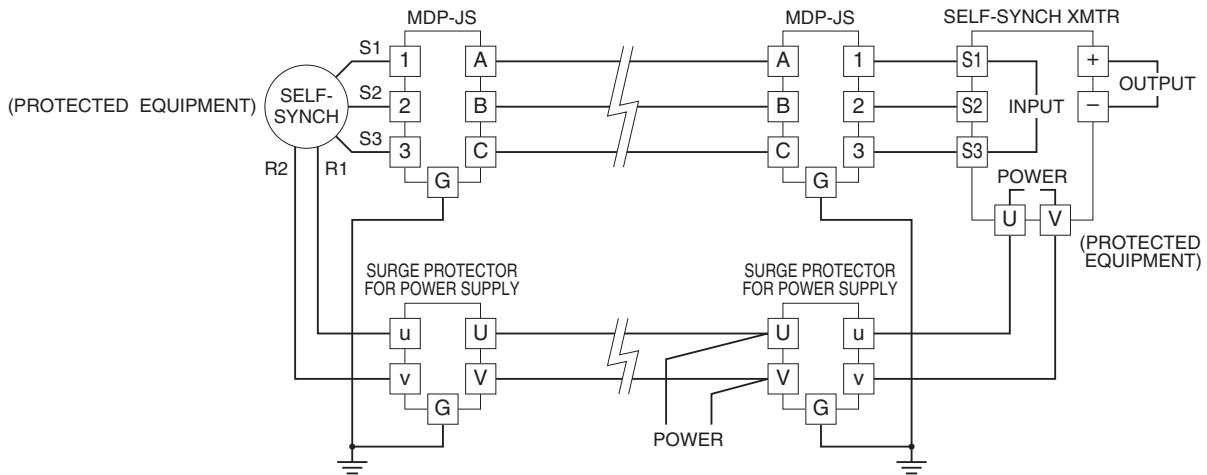 MDP-JS MDP-JS SELF-SYNCH XMTR
S1 1 A A 1 S1 +
(PROTECTED EQUIPMENT) SELF-SYNCH S2 2 B B 2 S2 INPUT − OUTPUT
S3 3 C C 3 S3
R2 R1 G G POWER
U V
(PROTECTED EQUIPMENT)
SURGE PROTECTOR
FOR POWER SUPPLY
SURGE PROTECTOR
FOR POWER SUPPLY
u U U u
v V V v
G G
POWER